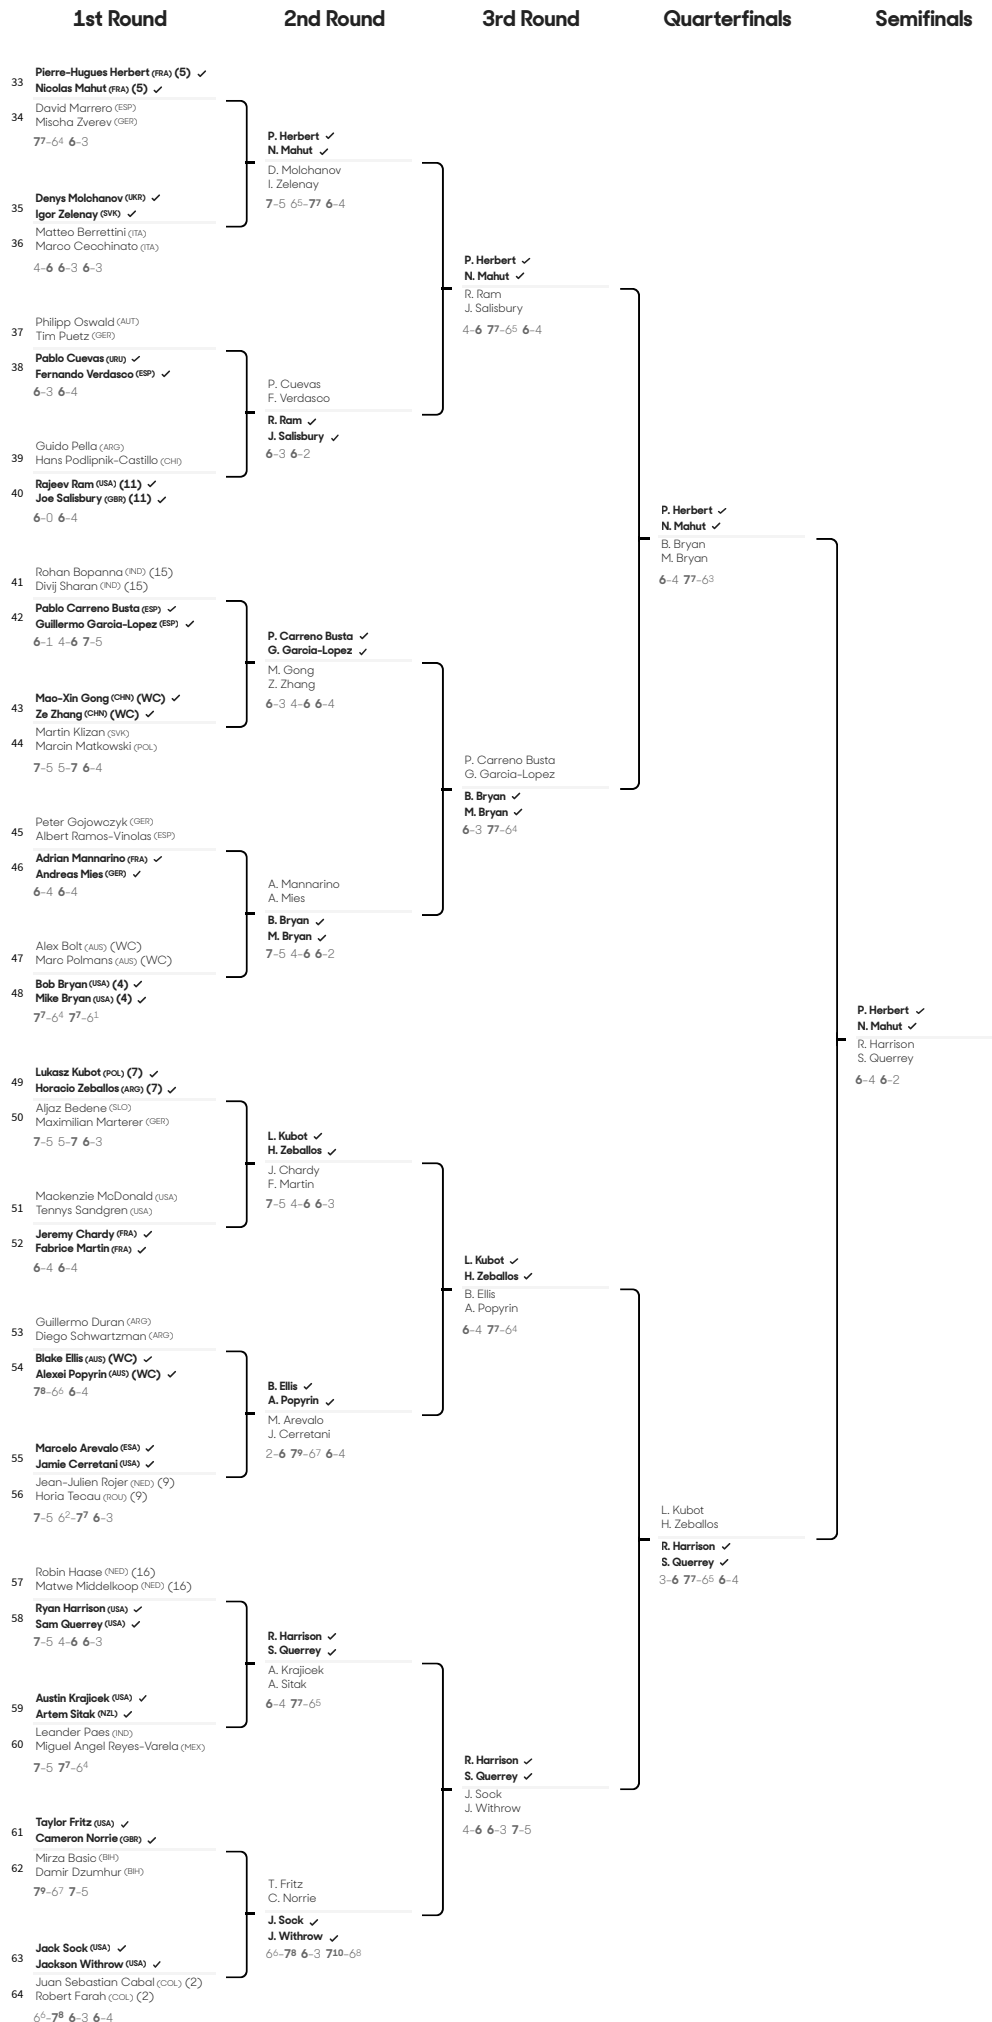 1st Round
2nd Round
3rd Round
Quarterfinals
Semifinals
33
Pierre-Hugues Herbert (FRA) (5) ✓
Nicolas Mahut (FRA) (5) ✓
34
David Marrero (ESP)
Mischa Zverev (GER)
7⁷-6⁴ 6-3
35
Denys Molchanov (UKR) ✓
Igor Zelenay (SVK) ✓
36
Matteo Berrettini (ITA)
Marco Cecchinato (ITA)
4-6 6-3 6-3
37
Philipp Oswald (AUT)
Tim Puetz (GER)
38
Pablo Cuevas (URU) ✓
Fernando Verdasco (ESP) ✓
6-3 6-4
39
Guido Pella (ARG)
Hans Podlipnik-Castillo (CHI)
40
Rajeev Ram (USA) (11) ✓
Joe Salisbury (GBR) (11) ✓
6-0 6-4
41
Rohan Bopanna (IND) (15)
Divij Sharan (IND) (15)
42
Pablo Carreno Busta (ESP) ✓
Guillermo Garcia-Lopez (ESP) ✓
6-1 4-6 7-5
43
Mao-Xin Gong (CHN) (WC) ✓
Ze Zhang (CHN) (WC) ✓
44
Martin Klizan (SVK)
Marcin Matkowski (POL)
7-5 5-7 6-4
45
Peter Gojowczyk (GER)
Albert Ramos-Vinolas (ESP)
46
Adrian Mannarino (FRA) ✓
Andreas Mies (GER) ✓
6-4 6-4
47
Alex Bolt (AUS) (WC)
Marc Polmans (AUS) (WC)
48
Bob Bryan (USA) (4) ✓
Mike Bryan (USA) (4) ✓
7⁷-6⁴ 7⁷-6¹
49
Lukasz Kubot (POL) (7) ✓
Horacio Zeballos (ARG) (7) ✓
50
Aljaz Bedene (SLO)
Maximilian Marterer (GER)
7-5 5-7 6-3
51
Mackenzie McDonald (USA)
Tennys Sandgren (USA)
52
Jeremy Chardy (FRA) ✓
Fabrice Martin (FRA) ✓
6-4 6-4
53
Guillermo Duran (ARG)
Diego Schwartzman (ARG)
54
Blake Ellis (AUS) (WC) ✓
Alexei Popyrin (AUS) (WC) ✓
7⁸-6⁶ 6-4
55
Marcelo Arevalo (ESA) ✓
Jamie Cerretani (USA) ✓
56
Jean-Julien Rojer (NED) (9)
Horia Tecau (ROU) (9)
7-5 6²-7⁷ 6-3
57
Robin Haase (NED) (16)
Matwe Middelkoop (NED) (16)
58
Ryan Harrison (USA) ✓
Sam Querrey (USA) ✓
7-5 4-6 6-3
59
Austin Krajicek (USA) ✓
Artem Sitak (NZL) ✓
60
Leander Paes (IND)
Miguel Angel Reyes-Varela (MEX)
7-5 7⁷-6⁴
61
Taylor Fritz (USA) ✓
Cameron Norrie (GBR) ✓
62
Mirza Basic (BIH)
Damir Dzumhur (BIH)
7⁹-6⁷ 7-5
63
Jack Sock (USA) ✓
Jackson Withrow (USA) ✓
64
Juan Sebastian Cabal (COL) (2)
Robert Farah (COL) (2)
6⁶-7⁸ 6-3 6-4
P. Herbert ✓
N. Mahut ✓
D. Molchanov
I. Zelenay
7-5 6⁵-7⁷ 6-4
P. Cuevas
F. Verdasco
R. Ram ✓
J. Salisbury ✓
6-3 6-2
P. Carreno Busta ✓
G. Garcia-Lopez ✓
M. Gong
Z. Zhang
6-3 4-6 6-4
A. Mannarino
A. Mies
B. Bryan ✓
M. Bryan ✓
7-5 4-6 6-2
L. Kubot ✓
H. Zeballos ✓
J. Chardy
F. Martin
7-5 4-6 6-3
B. Ellis ✓
A. Popyrin ✓
M. Arevalo
J. Cerretani
2-6 7⁹-6⁷ 6-4
R. Harrison ✓
S. Querrey ✓
A. Krajicek
A. Sitak
6-4 7⁷-6⁵
T. Fritz
C. Norrie
J. Sock ✓
J. Withrow ✓
6⁶-7⁸ 6-3 7¹⁰-6⁸
P. Herbert ✓
N. Mahut ✓
R. Ram
J. Salisbury
4-6 7⁷-6⁵ 6-4
P. Carreno Busta
G. Garcia-Lopez
B. Bryan ✓
M. Bryan ✓
6-3 7⁷-6⁴
L. Kubot ✓
H. Zeballos ✓
B. Ellis
A. Popyrin
6-4 7⁷-6⁴
R. Harrison ✓
S. Querrey ✓
J. Sock
J. Withrow
4-6 6-3 7-5
P. Herbert ✓
N. Mahut ✓
B. Bryan
M. Bryan
6-4 7⁷-6³
L. Kubot
H. Zeballos
R. Harrison ✓
S. Querrey ✓
3-6 7⁷-6⁵ 6-4
P. Herbert ✓
N. Mahut ✓
R. Harrison
S. Querrey
6-4 6-2